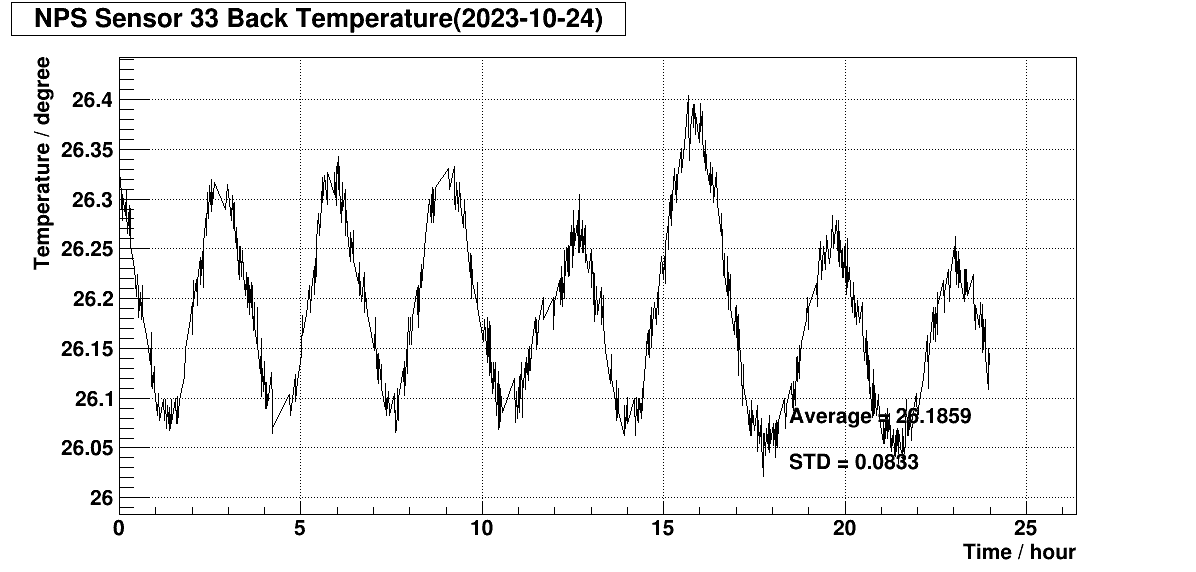 NPS Sensor 33 Back Temperature(2023-10-24)
Temperature / degree
26.4
26.35
26.3
26.25
26.2
26.15
26.1
26.05
26
Average = 26.1859
STD = 0.0833
0 5 10 15 20 25
Time / hour